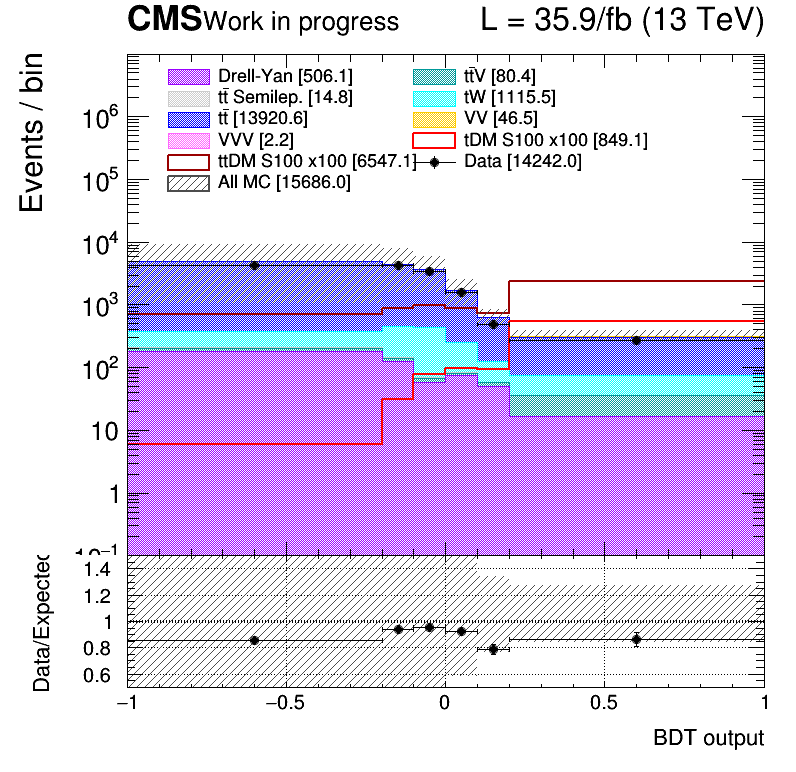 CMS Work in progress L = 35.9/fb (13 TeV)
Events / bin
Drell-Yan [506.1] tt̄V [80.4]
tt̄ Semilep. [14.8] tW [1115.5]
tt̄ [13920.6] VV [46.5]
VVV [2.2] tDM S100 x100 [849.1]
ttDM S100 x100 [6547.1] Data [14242.0]
All MC [15686.0]
10⁶
10⁵
10⁴
10³
10²
10
1
10⁻¹
Data/Expected
1.4
1.2
1
0.8
0.6
−1 −0.5 0 0.5 1
BDT output